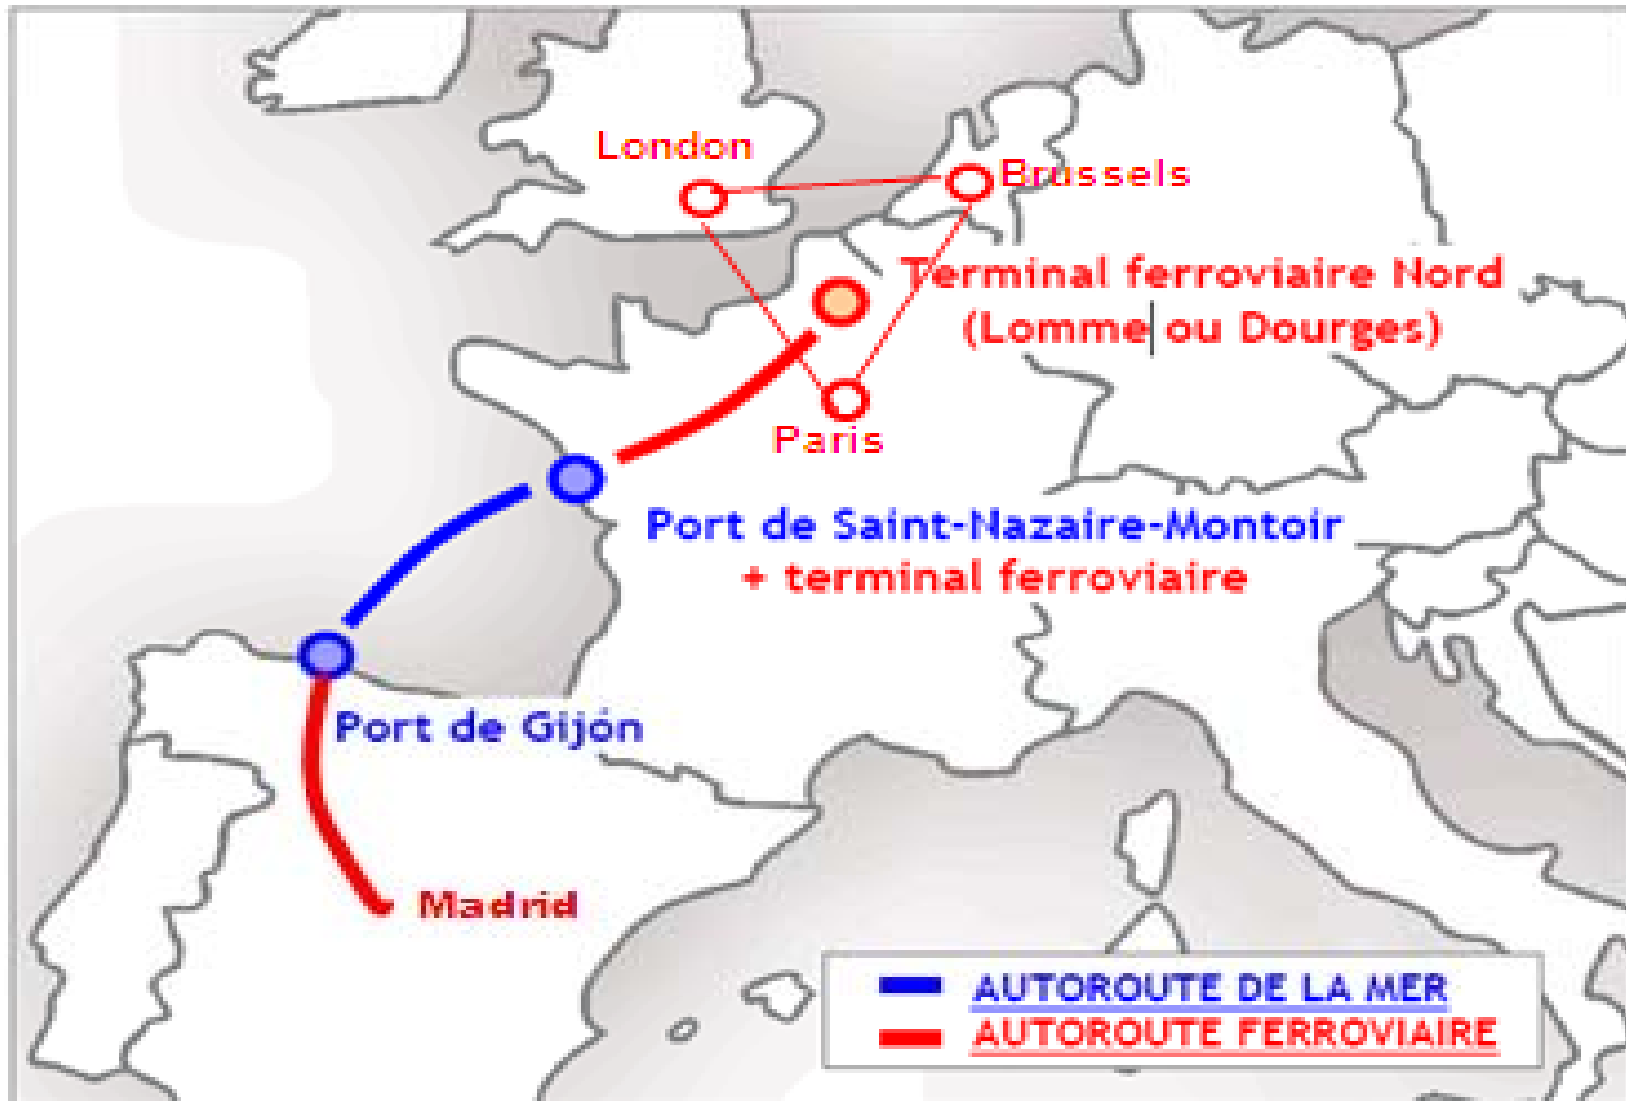 London
Brussels
Terminal ferroviaire Nord
(Lomme ou Dourges)
Paris
Port de Saint-Nazaire-Montoir
+ terminal ferroviaire
Port de Gijón
Madrid
AUTOROUTE DE LA MER
AUTOROUTE FERROVIAIRE